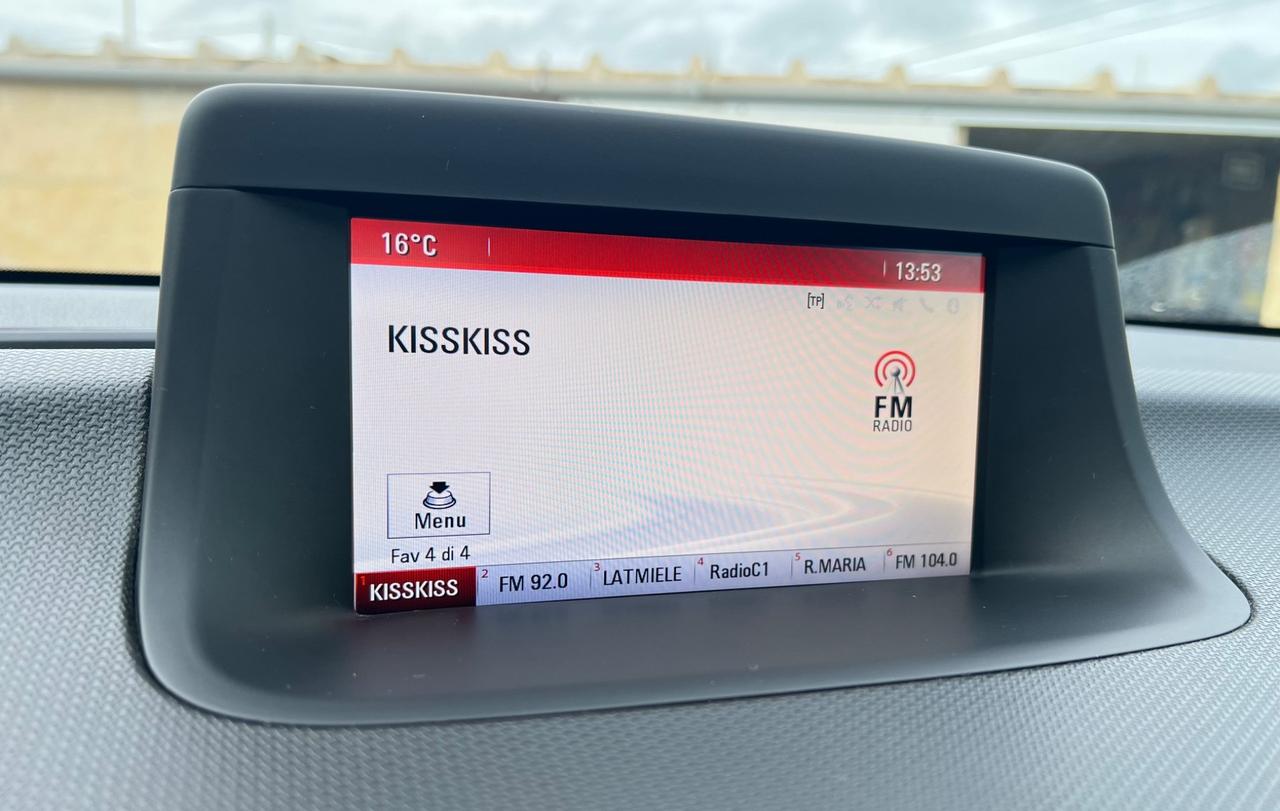 16°C 13:53
[TP]
KISSKISS
FM
RADIO
Menu
Fav 4 di 4
1 KISSKISS 2 FM 92.0 3 LATMIELE 4 RadioC1 5 R.MARIA 6 FM 104.0